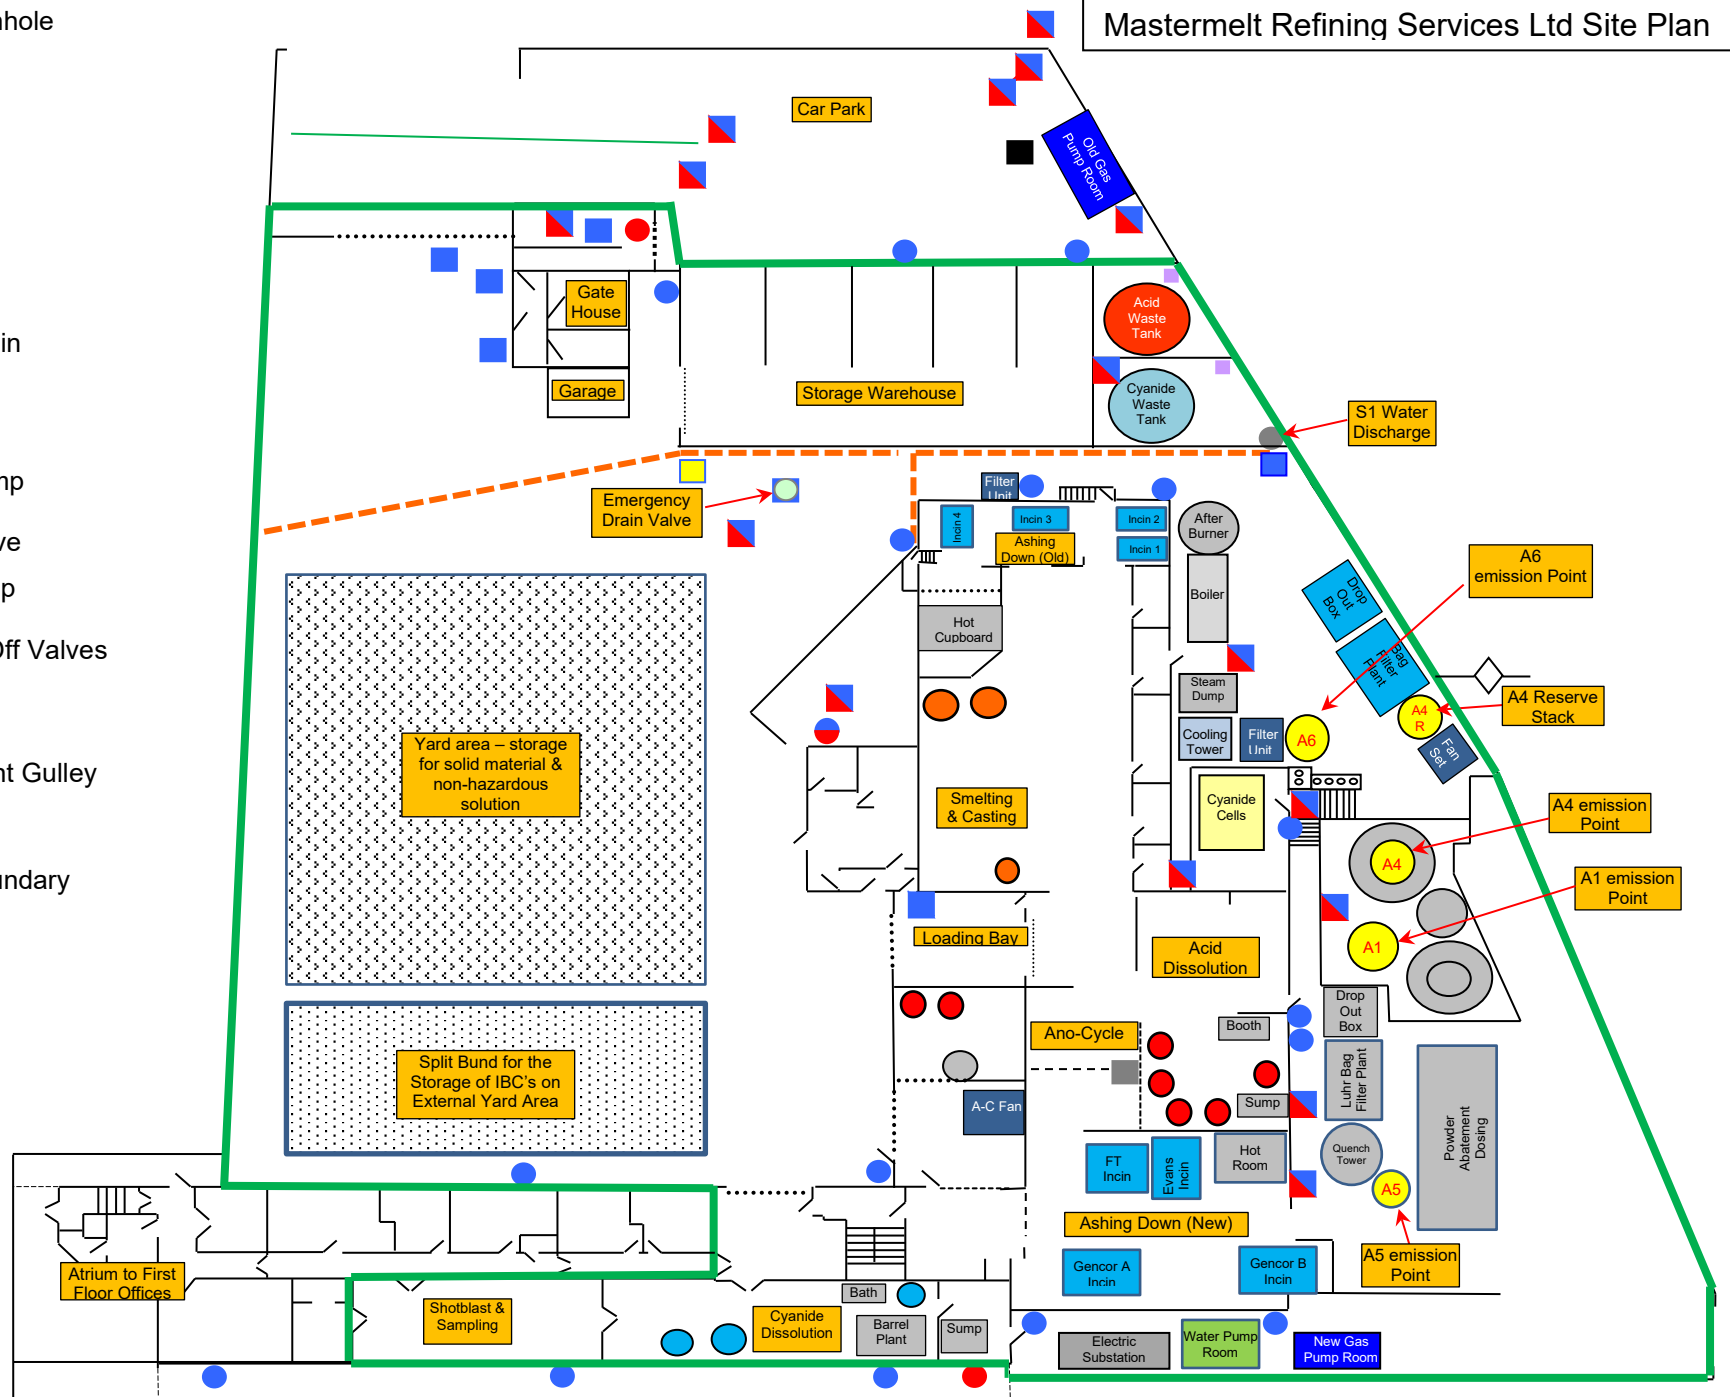 Mastermelt Refining Services Ltd Site Plan
nhole
in
np
ve
p
Off Valves
nt Gulley
undary
Car Park
Old Gas
Pump Room
Gate
House
Garage
Storage Warehouse
Acid
Waste
Tank
Cyanide
Waste
Tank
S1 Water
Discharge
Emergency
Drain Valve
Filter
Unit
Incin 4
Incin 3
Incin 2
Incin 1
Ashing
Down (Old)
After
Burner
Boiler
A6
emission Point
Drop
Out
Box
Bag
Filter
Plant
Hot
Cupboard
Steam
Dump
A4
R
A4 Reserve
Stack
Fan
Set
Cooling
Tower
Filter
Unit
A6
Yard area – storage
for solid material &
non-hazardous
solution
Smelting
& Casting
Cyanide
Cells
A4 emission
Point
A4
A1 emission
Point
A1
Loading Bay
Acid
Dissolution
Drop
Out
Box
Booth
Ano-Cycle
Split Bund for the
Storage of IBC's on
External Yard Area
A-C Fan
Sump
Luhr Bag
Filter Plant
Powder
Abatement
Dosing
FT
Incin
Evans
Incin
Hot
Room
Quench
Tower
A5
Ashing Down (New)
A5 emission
Point
Atrium to First
Floor Offices
Gencor A
Incin
Gencor B
Incin
Shotblast &
Sampling
Cyanide
Dissolution
Bath
Barrel
Plant
Sump
Electric
Substation
Water Pump
Room
New Gas
Pump Room